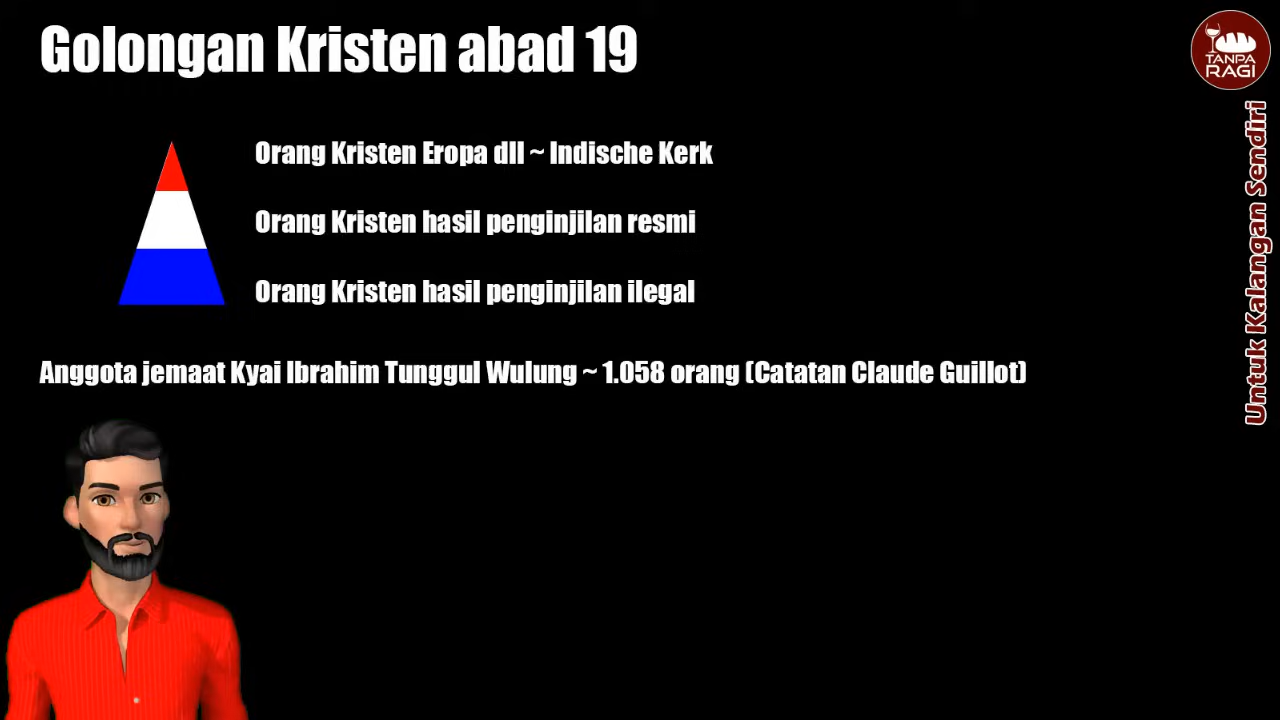 Golongan Kristen abad 19
TANPA
RAGI
Orang Kristen Eropa dll ~ Indische Kerk
Orang Kristen hasil penginjilan resmi
Orang Kristen hasil penginjilan ilegal
Anggota jemaat Kyai Ibrahim Tunggul Wulung ~ 1.058 orang (Catatan Claude Guillot)
Untuk Kalangan Sendiri